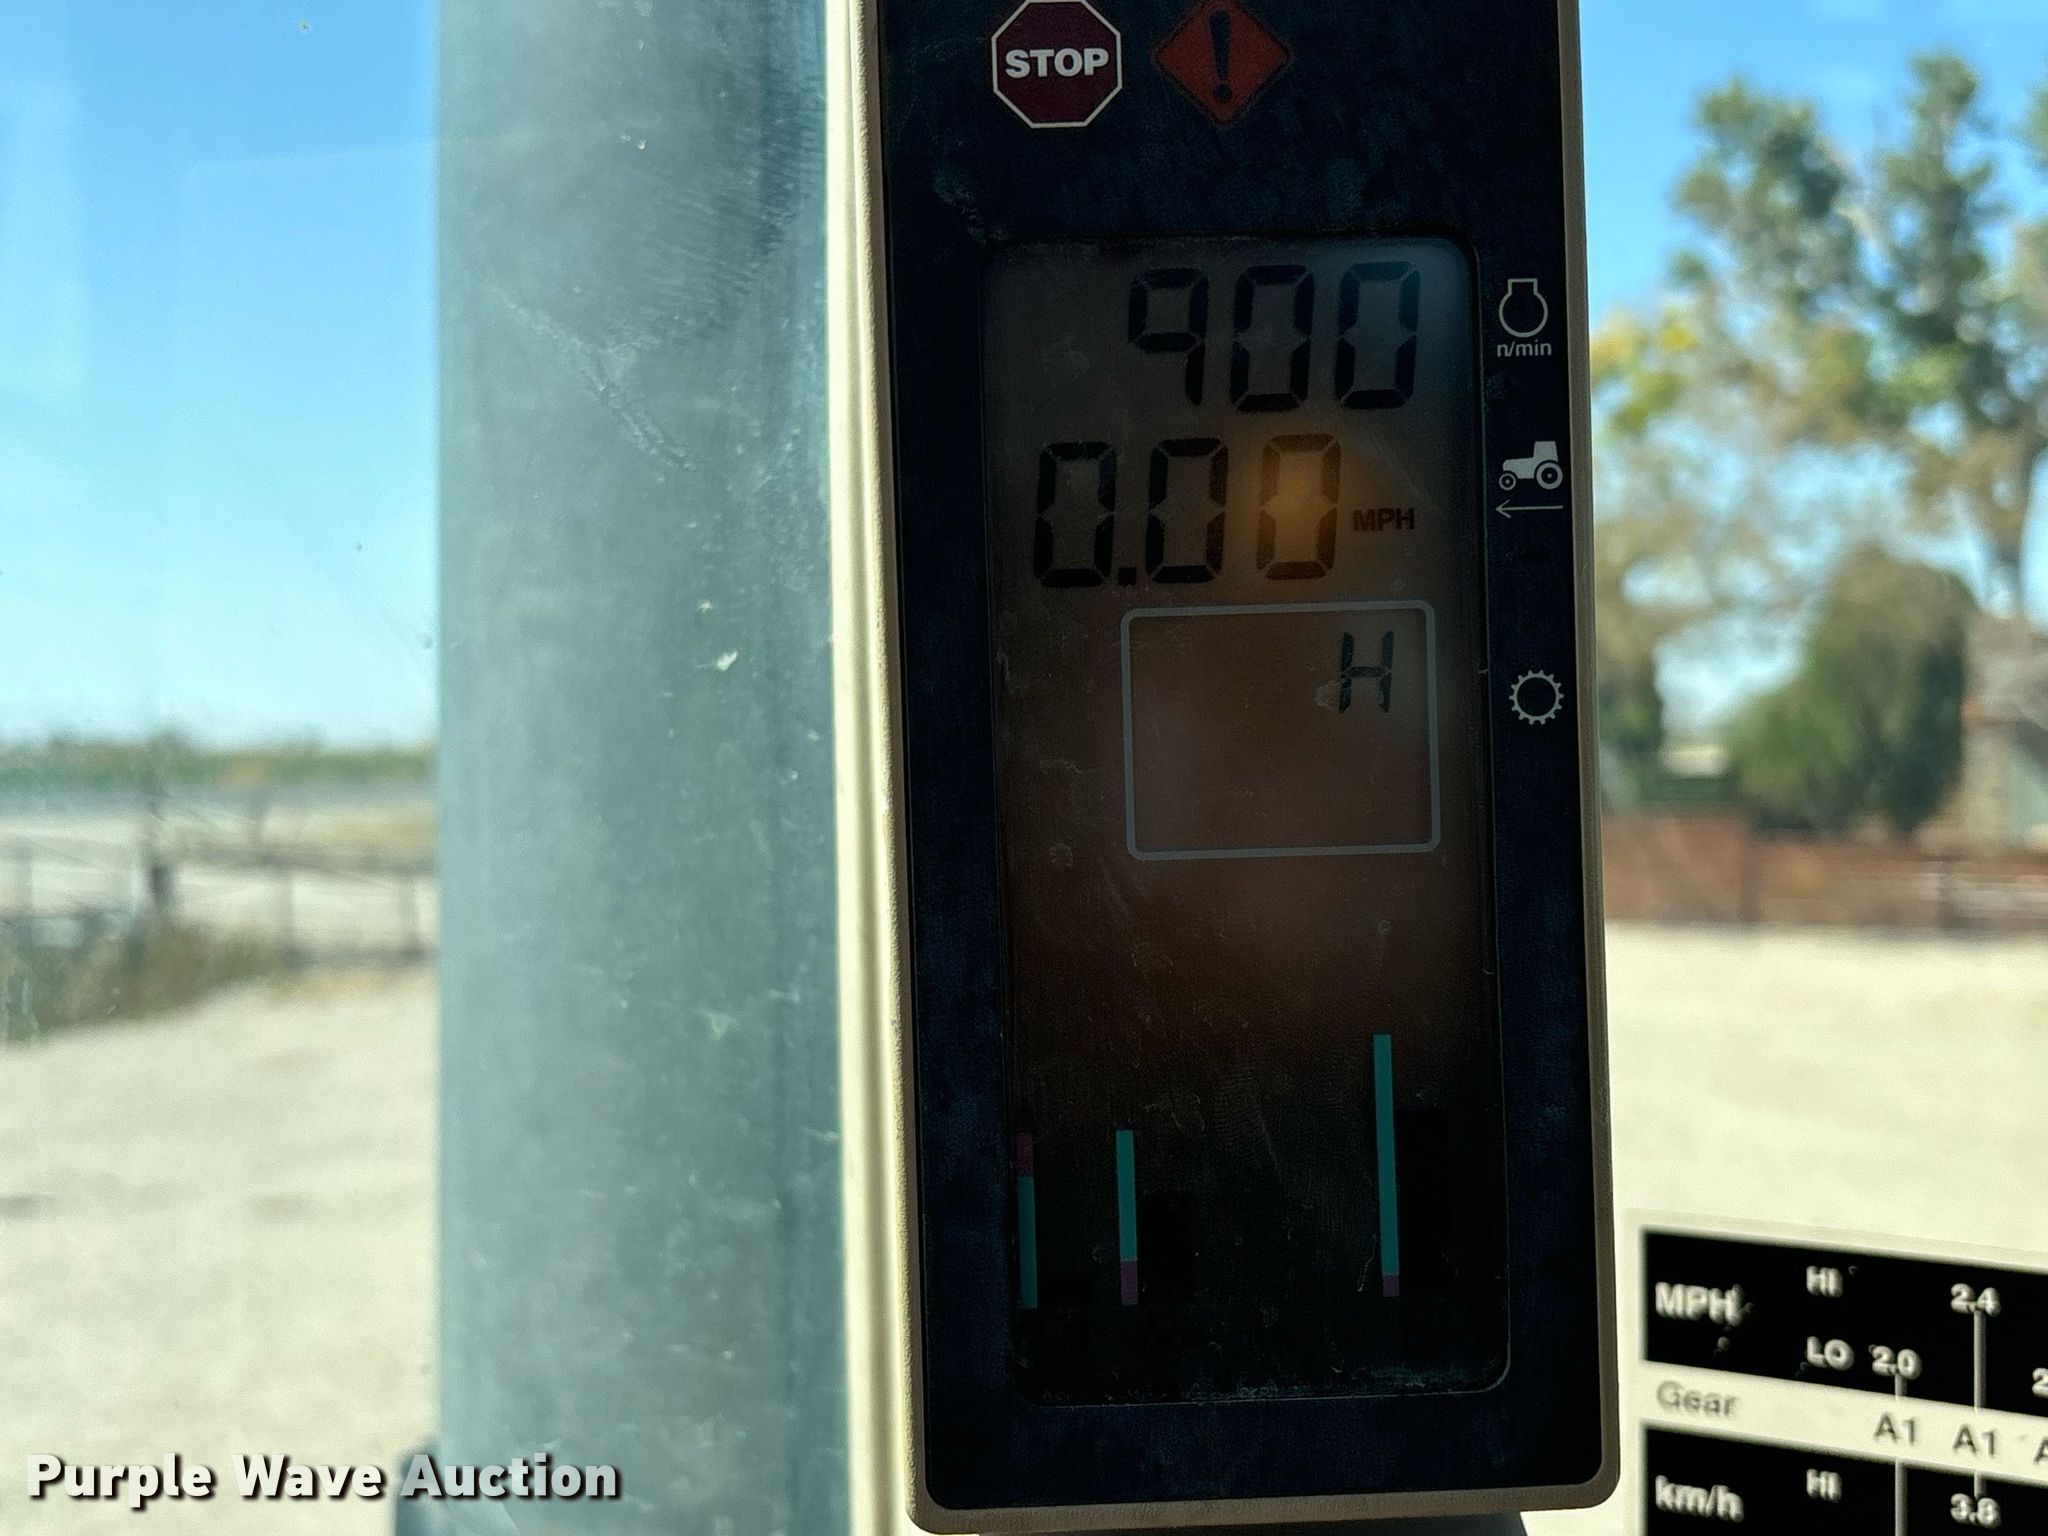 STOP
900
n/min
0.00 MPH
H
MPH HI 2.4
LO 2.0
Gear A1 A1
km/h HI 3.8
Purple Wave Auction